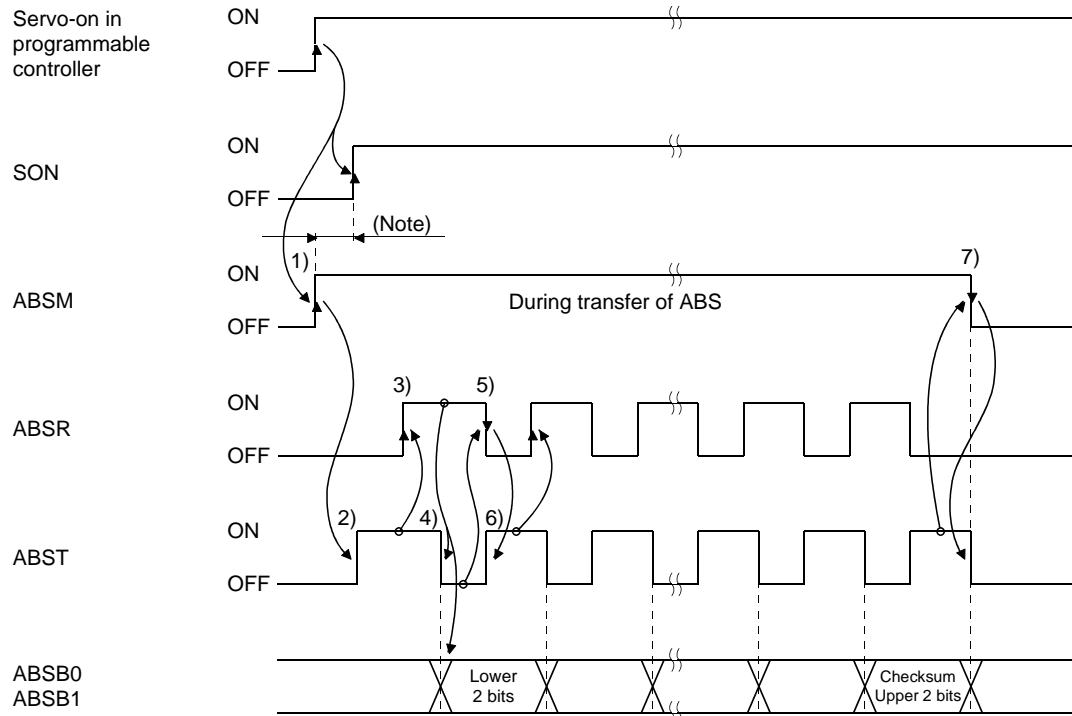 Servo-on in
programmable
controller
ON
OFF
SON
ON
OFF
(Note)
ABSM
ON
OFF
1)
During transfer of ABS
7)
ABSR
ON
OFF
3)
5)
ABST
ON
OFF
2)
4)
6)
ABSB0
ABSB1
Lower
2 bits
Checksum
Upper 2 bits